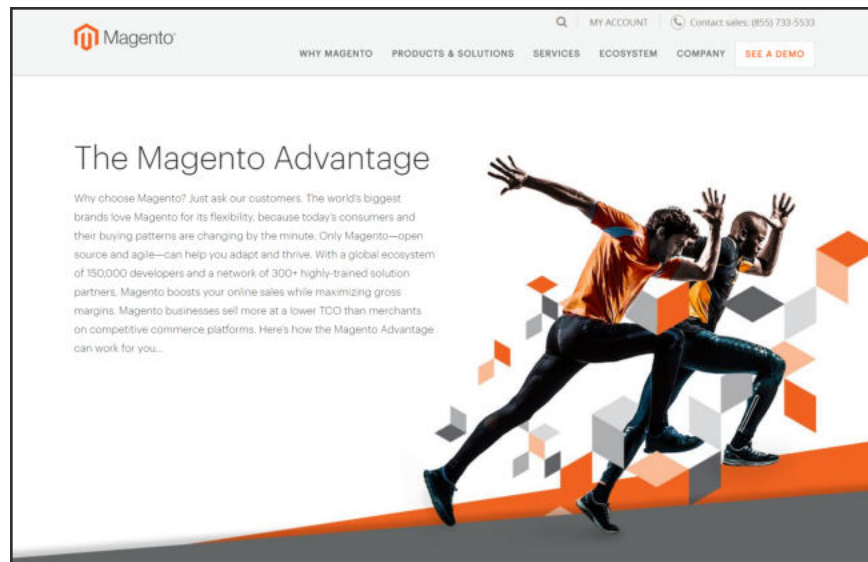 Magento
MY ACCOUNT
Contact sales: (855) 733-5533
WHY MAGENTO PRODUCTS & SOLUTIONS SERVICES ECOSYSTEM COMPANY SEE A DEMO
The Magento Advantage
Why choose Magento? Just ask our customers. The world's biggest
brands love Magento for its flexibility, because today's consumers and
their buying patterns are changing by the minute. Only Magento—open
source and agile—can help you adapt and thrive. With a global ecosystem
of 150,000 developers and a network of 300+ highly-trained solution
partners, Magento boosts your online sales while maximizing gross
margins. Magento businesses sell more at a lower TCO than merchants
on competitive commerce platforms. Here's how the Magento Advantage
can work for you...